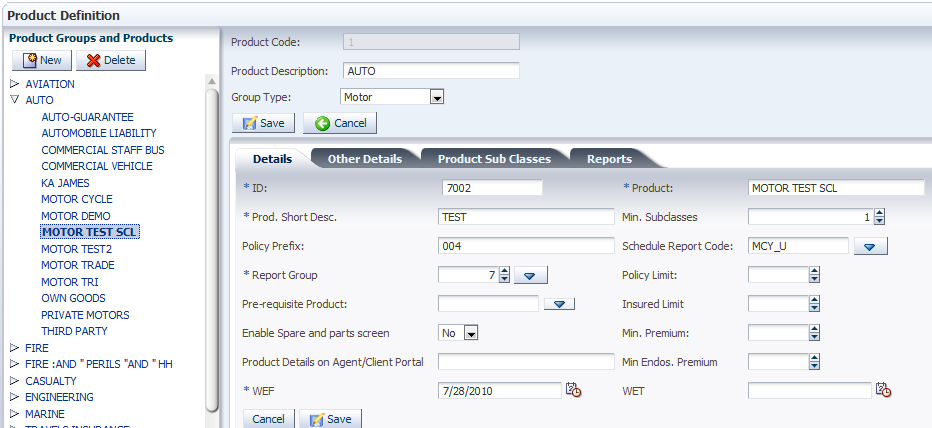 Product Definition
Product Groups and Products
New Delete
AVIATION
AUTO
AUTO-GUARANTEE
AUTOMOBILE LIABILITY
COMMERCIAL STAFF BUS
COMMERCIAL VEHICLE
KA JAMES
MOTOR CYCLE
MOTOR DEMO
MOTOR TEST SCL
MOTOR TEST2
MOTOR TRADE
MOTOR TRI
OWN GOODS
PRIVATE MOTORS
THIRD PARTY
FIRE
FIRE :AND " PERILS "AND " HH
CASUALTY
ENGINEERING
MARINE
TRAVELS INSURANCE
Product Code: 1
Product Description: AUTO
Group Type: Motor
Save Cancel
Details Other Details Product Sub Classes Reports
* ID: 7002 * Product: MOTOR TEST SCL
* Prod. Short Desc. TEST Min. Subclasses 1
Policy Prefix: 004 Schedule Report Code: MCY_U
* Report Group 7 Policy Limit:
Pre-requisite Product: Insured Limit
Enable Spare and parts screen No Min. Premium:
Product Details on Agent/Client Portal Min Endos. Premium
* WEF 7/28/2010 WET
Cancel Save